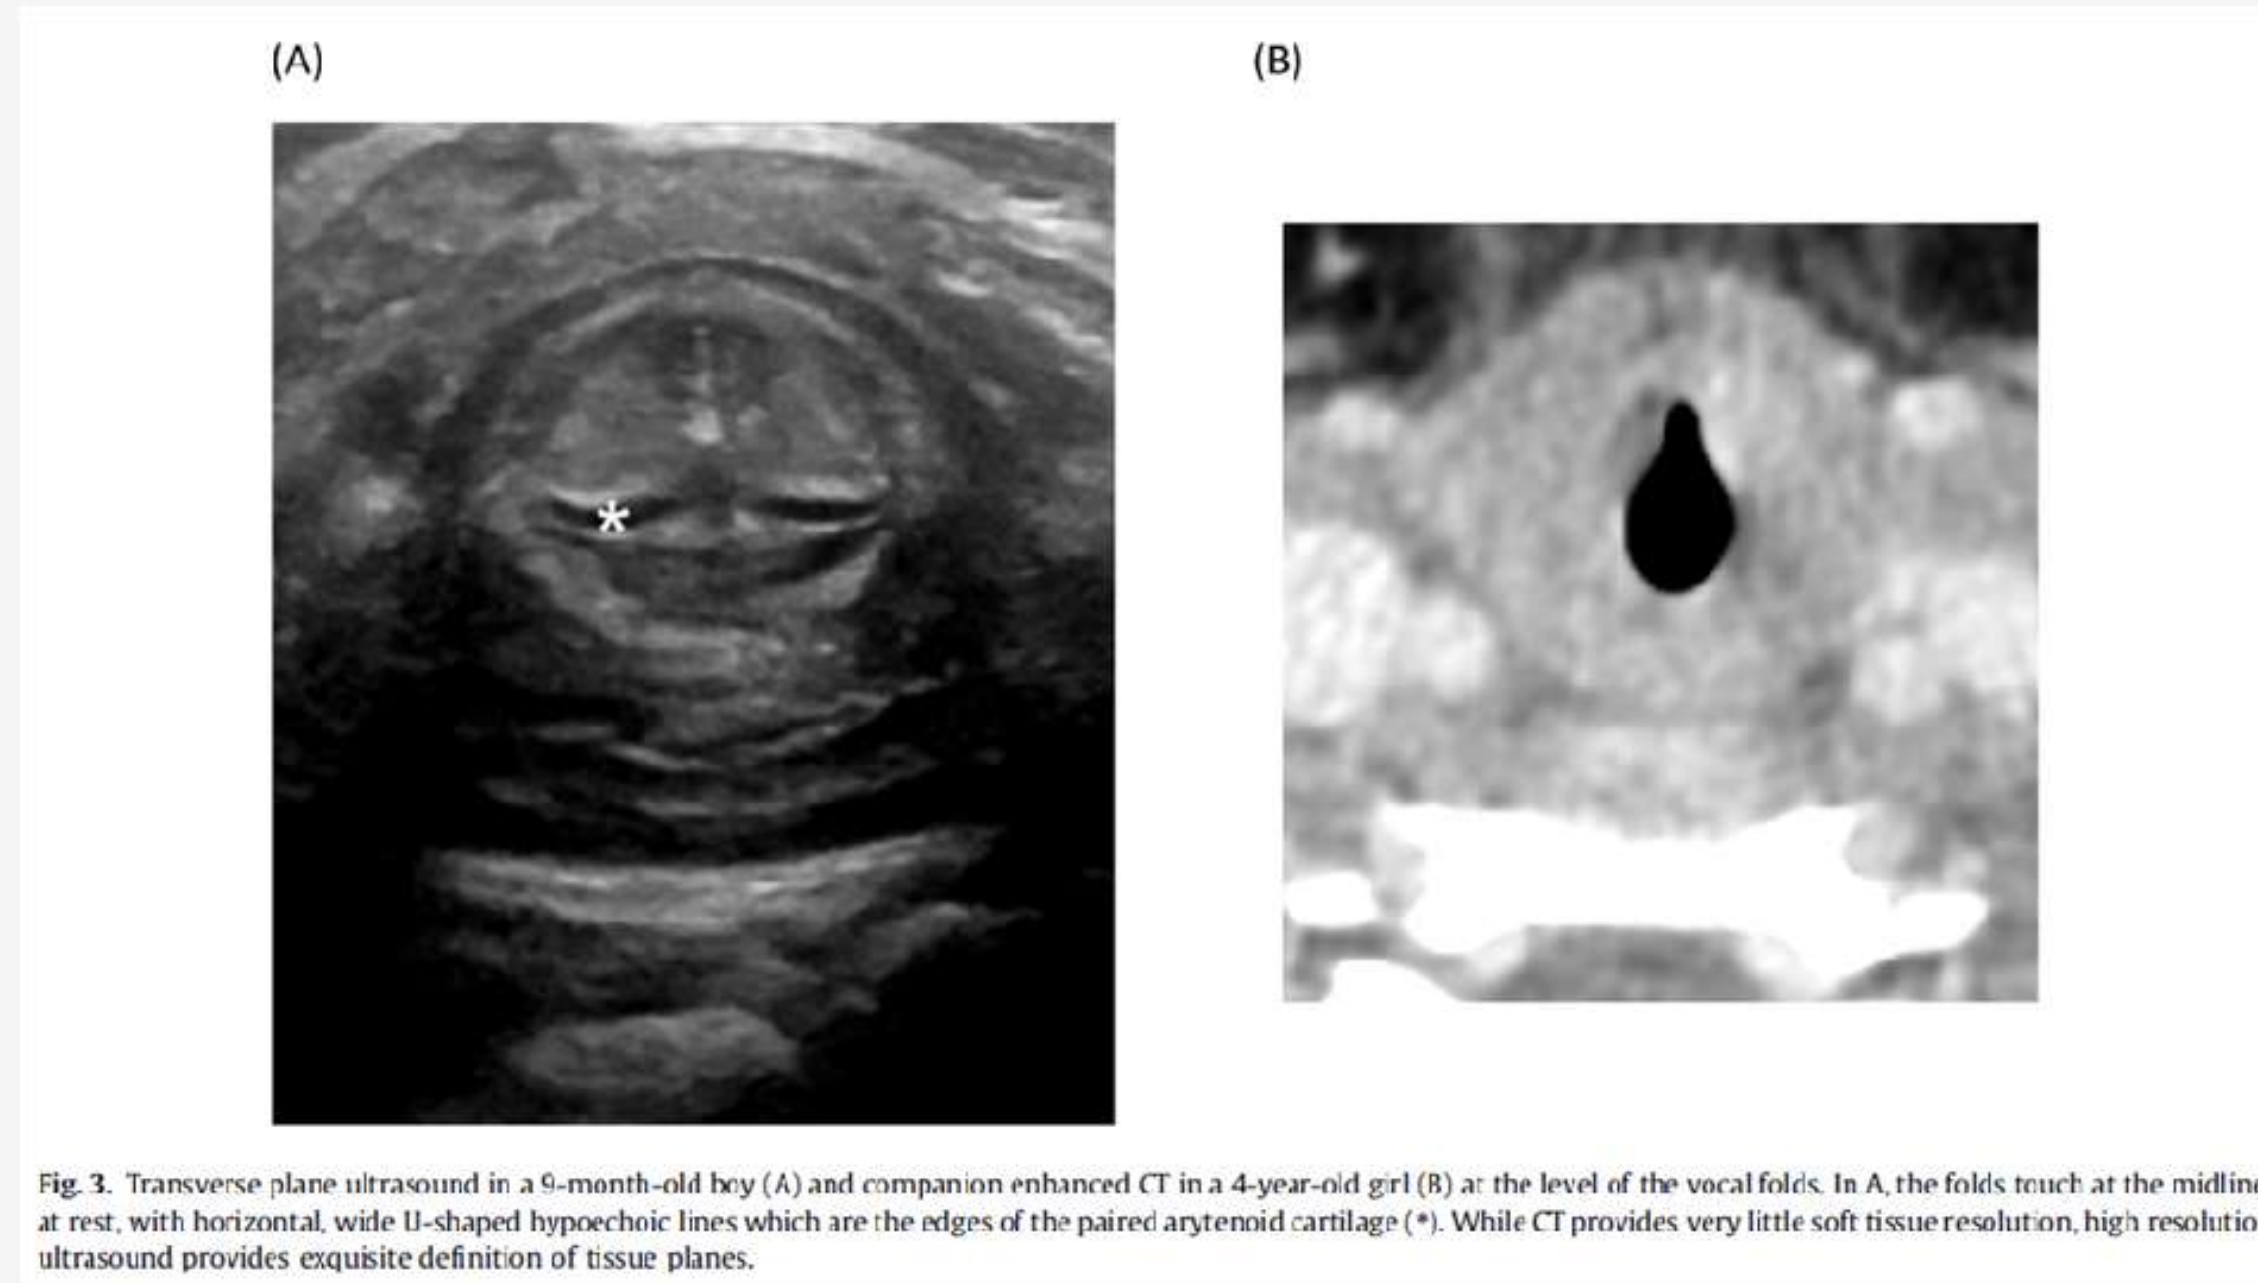 (A)
(B)
*
Fig. 3. Transverse plane ultrasound in a 9-month-old boy (A) and companion enhanced CT in a 4-year-old girl (B) at the level of the vocal folds. In A, the folds touch at the midline
at rest, with horizontal, wide U-shaped hypoechoic lines which are the edges of the paired arytenoid cartilage (*). While CT provides very little soft tissue resolution, high resolutio
ultrasound provides exquisite definition of tissue planes.